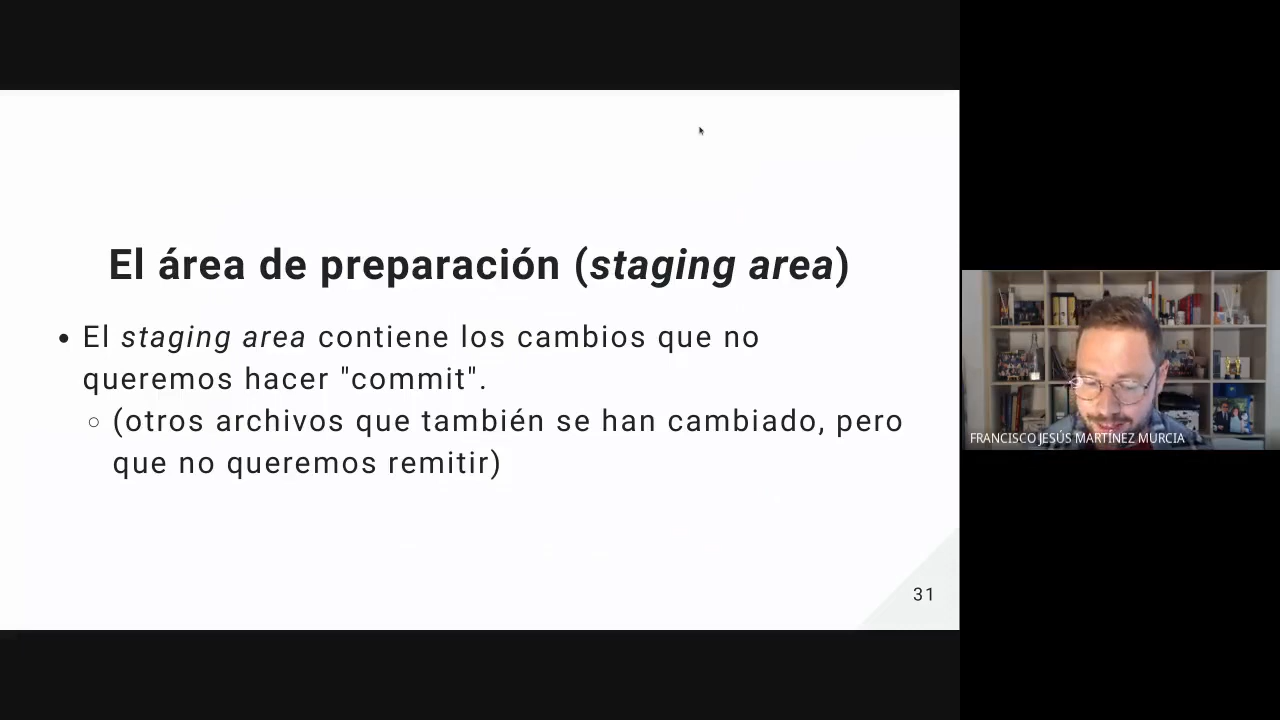 El área de preparación (staging area)
• El staging area contiene los cambios que no
queremos hacer "commit".
○ (otros archivos que también se han cambiado, pero
que no queremos remitir)
31
FRANCISCO JESÚS MARTÍNEZ MURCIA